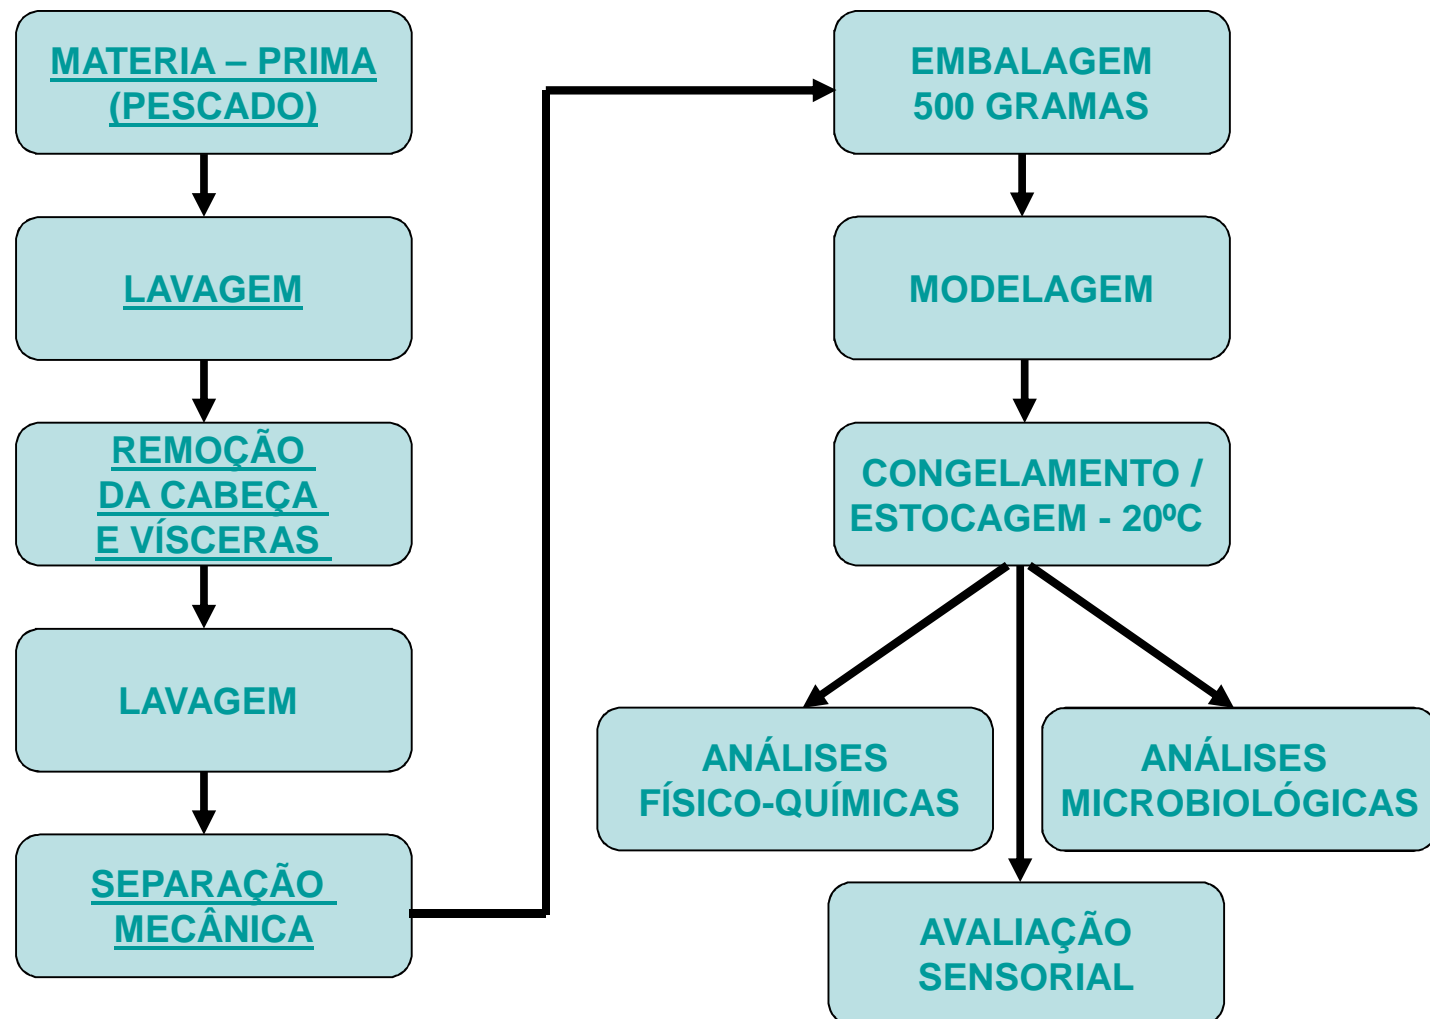 MATERIA – PRIMA
(PESCADO)
LAVAGEM
REMOÇÃO
DA CABEÇA
E VÍSCERAS
LAVAGEM
SEPARAÇÃO
MECÂNICA
EMBALAGEM
500 GRAMAS
MODELAGEM
CONGELAMENTO /
ESTOCAGEM - 20ºC
ANÁLISES
FÍSICO-QUÍMICAS
ANÁLISES
MICROBIOLÓGICAS
AVALIAÇÃO
SENSORIAL